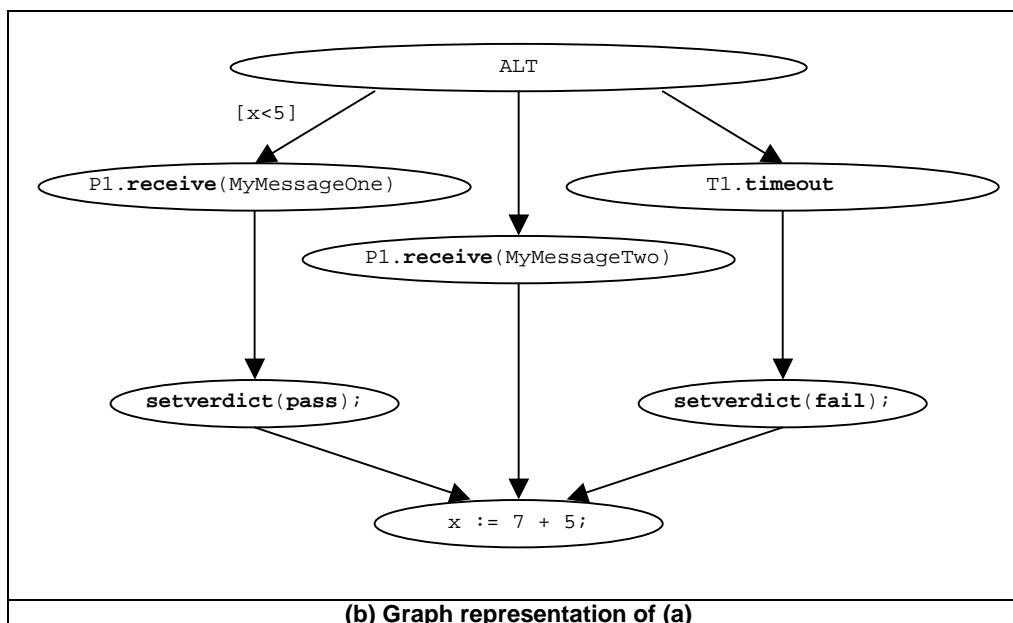 ALT
[x<5]
P1.receive(MyMessageOne)
T1.timeout
P1.receive(MyMessageTwo)
setverdict(pass);
setverdict(fail);
x := 7 + 5;
(b) Graph representation of (a)